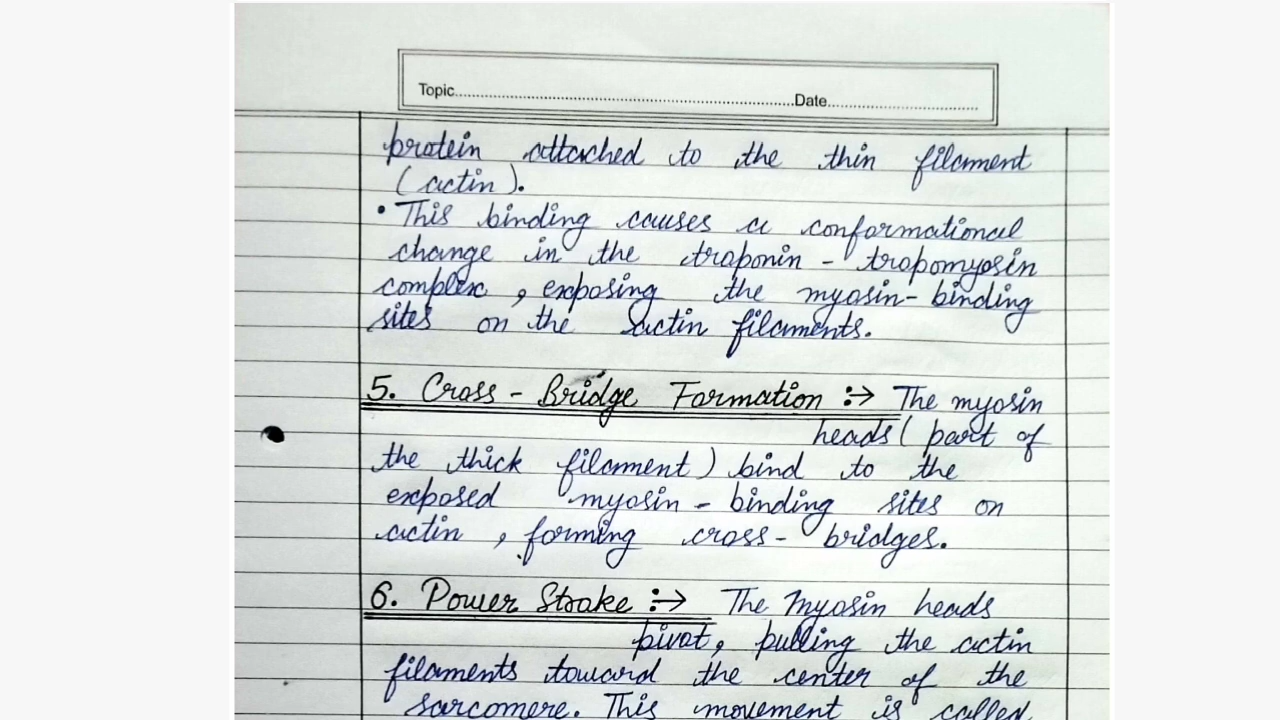 Topic.......................................................................................Date.......................................
protein attached to the thin filament
(actin).
• This binding causes a conformational
change in the troponin - tropomyosin
complex, exposing the myosin-binding
sites on the actin filaments.
5. Cross - Bridge Formation :→ The myosin
heads (part of
the thick filament) bind to the
exposed myosin - binding sites on
actin, forming cross - bridges.
6. Power Stroke :→ The Myosin heads
pivot, pulling the actin
filaments toward the center of the
sarcomere. This movement is called